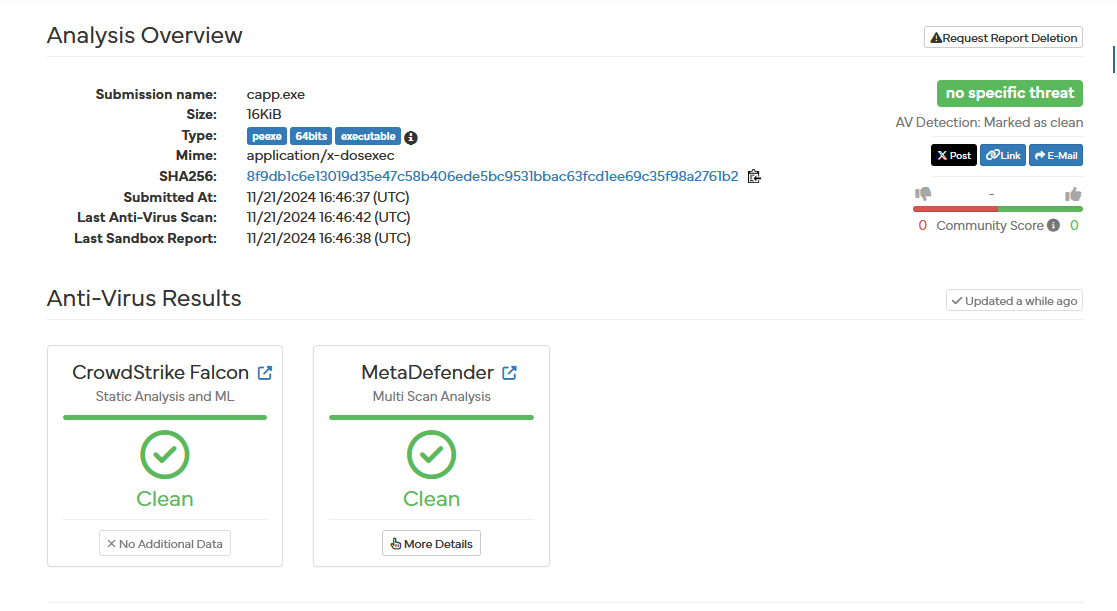 Analysis Overview
Request Report Deletion
Submission name: capp.exe
Size: 16KiB
Type: peexe 64bits executable
Mime: application/x-dosexec
SHA256: 8f9db1c6e13019d35e47c58b406ede5bc9531bbac63fcd1ee69c35f98a2761b2
Submitted At: 11/21/2024 16:46:37 (UTC)
Last Anti-Virus Scan: 11/21/2024 16:46:42 (UTC)
Last Sandbox Report: 11/21/2024 16:46:38 (UTC)
no specific threat
AV Detection: Marked as clean
X Post Link E-Mail
-
0 Community Score 0
Anti-Virus Results
Updated a while ago
CrowdStrike Falcon
Static Analysis and ML
Clean
No Additional Data
MetaDefender
Multi Scan Analysis
Clean
More Details